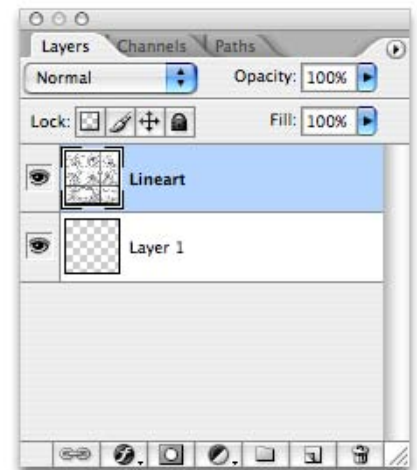 Layers Channels Paths
Normal Opacity: 100%
Lock: Fill: 100%
Lineart
Layer 1